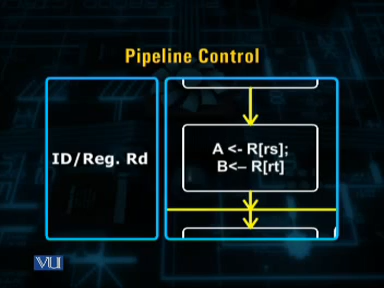 Pipeline Control
ID/Reg. Rd
A <- R[rs];
B<– R[rt]
VU